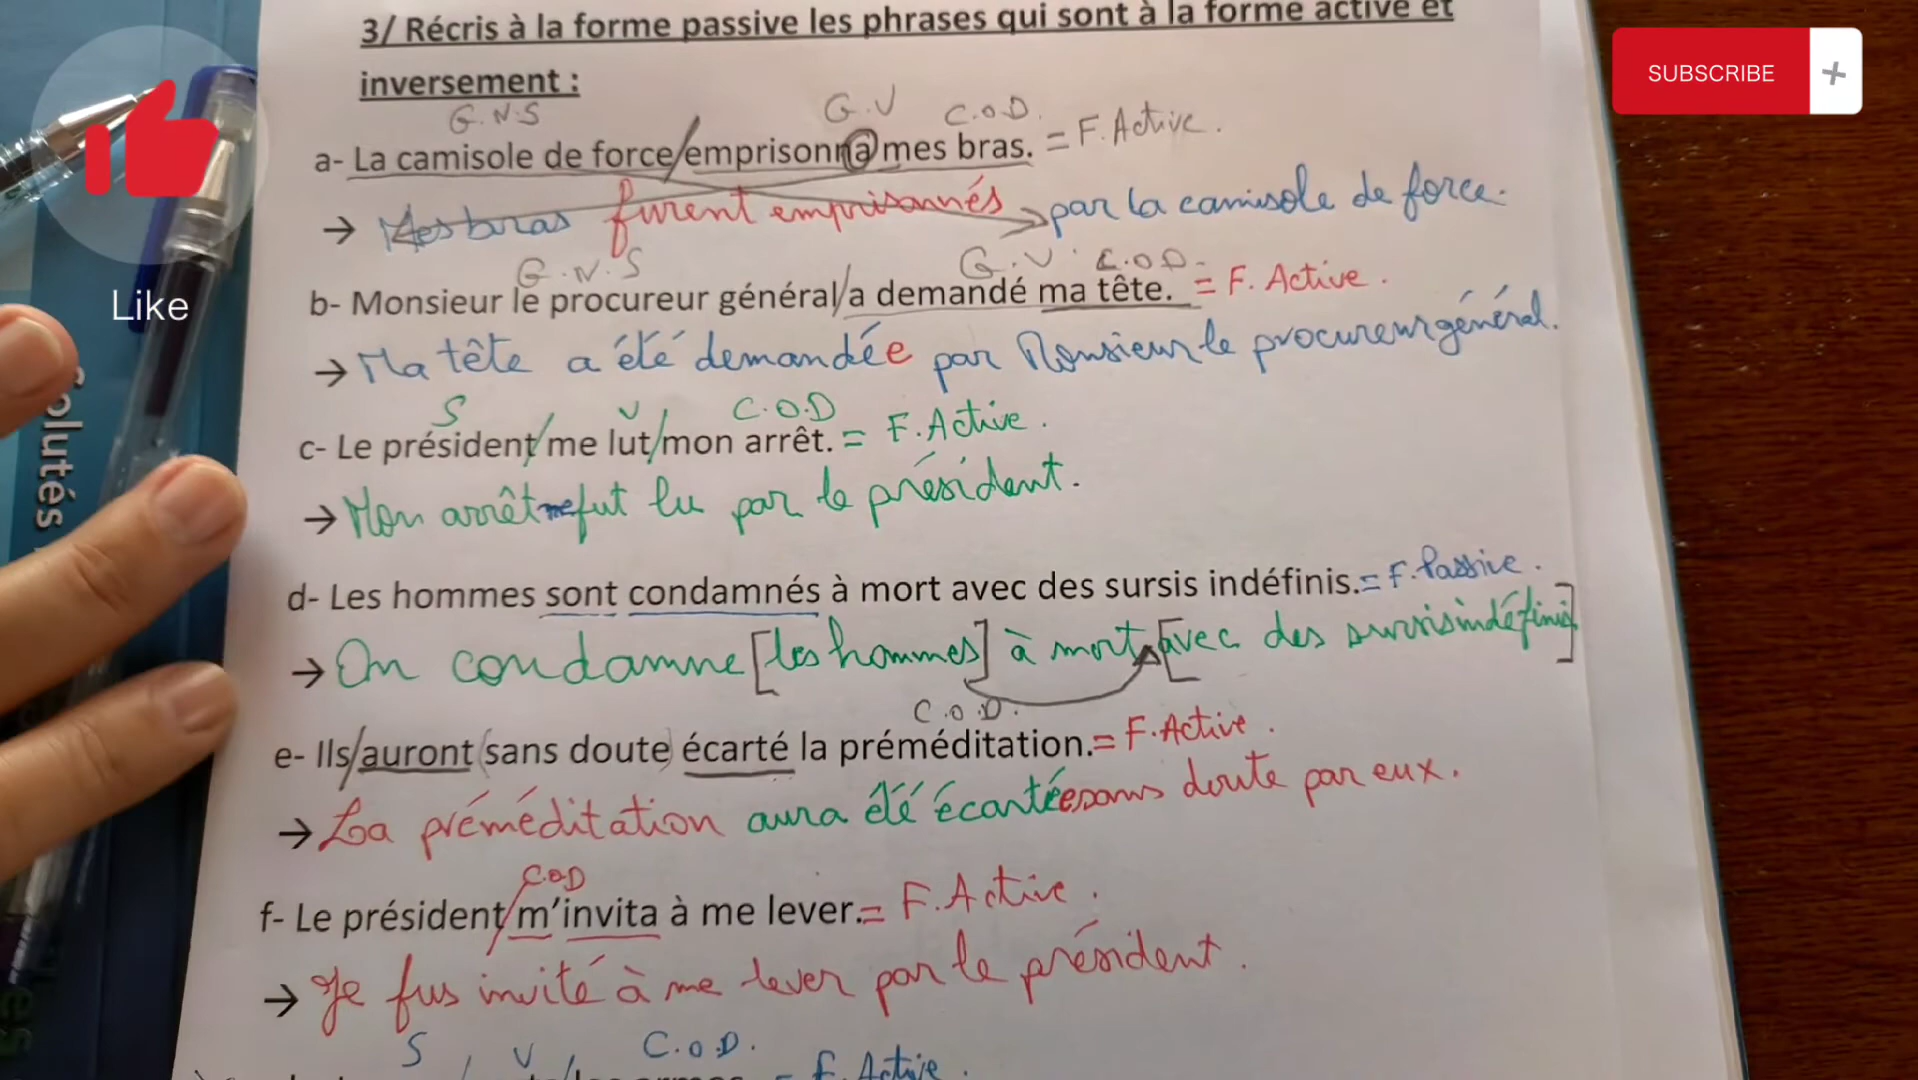 3/ Récris à la forme passive les phrases qui sont à la forme active et
inversement :
G.N.S G.V C.O.D.
a- La camisole de force/emprisonna mes bras. = F.Active.
→ Mes bras furent emprisonnés par la camisole de force.
G.N.S G.V. C.O.D.
b- Monsieur le procureur général/a demandé ma tête. = F. Active.
→ Ma tête a été demandée par Monsieur le procureur général.
S V C.O.D
c- Le président/me lut/mon arrêt. = F.Active.
→ Mon arrêt me fut lu par le président.
d- Les hommes sont condamnés à mort avec des sursis indéfinis. = F.Passive.
→ On condamne [les hommes] à mort [avec des sursis indéfinis]
C.O.D.
e- Ils/auront (sans doute) écarté la préméditation. = F.Active.
→ La préméditation aura été écartée sans doute par eux.
COD
f- Le président/m'invita à me lever. = F.Active.
→ Je fus invité à me lever par le président.
S / V / C.O.D.
= F.Active.
Like
SUBSCRIBE +
solutés
es